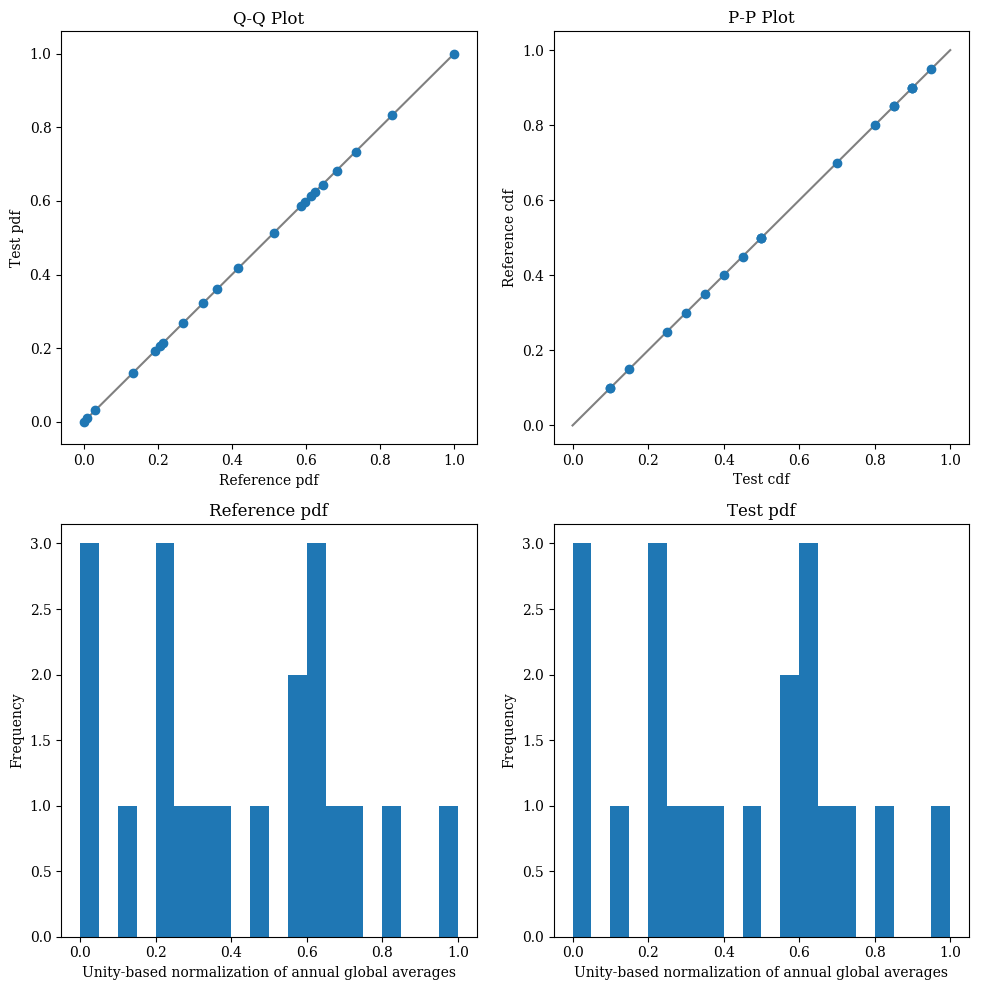 Q-Q Plot
1.0
0.8
0.6
0.4
0.2
0.0
Test pdf
0.0 0.2 0.4 0.6 0.8 1.0
Reference pdf
P-P Plot
1.0
0.8
0.6
0.4
0.2
0.0
Reference cdf
0.0 0.2 0.4 0.6 0.8 1.0
Test cdf
Reference pdf
3.0
2.5
2.0
1.5
1.0
0.5
0.0
Frequency
0.0 0.2 0.4 0.6 0.8 1.0
Unity-based normalization of annual global averages
Test pdf
3.0
2.5
2.0
1.5
1.0
0.5
0.0
Frequency
0.0 0.2 0.4 0.6 0.8 1.0
Unity-based normalization of annual global averages